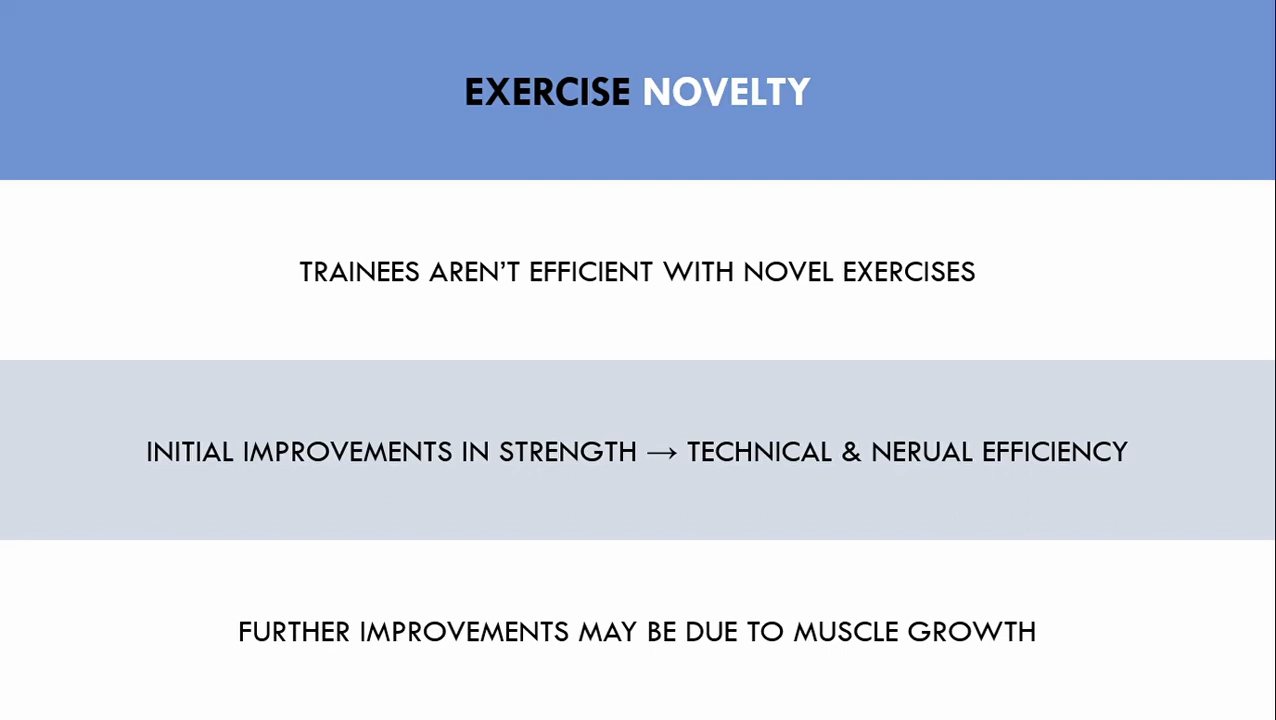 EXERCISE NOVELTY
TRAINEES AREN’T EFFICIENT WITH NOVEL EXERCISES
INITIAL IMPROVEMENTS IN STRENGTH → TECHNICAL & NERUAL EFFICIENCY
FURTHER IMPROVEMENTS MAY BE DUE TO MUSCLE GROWTH